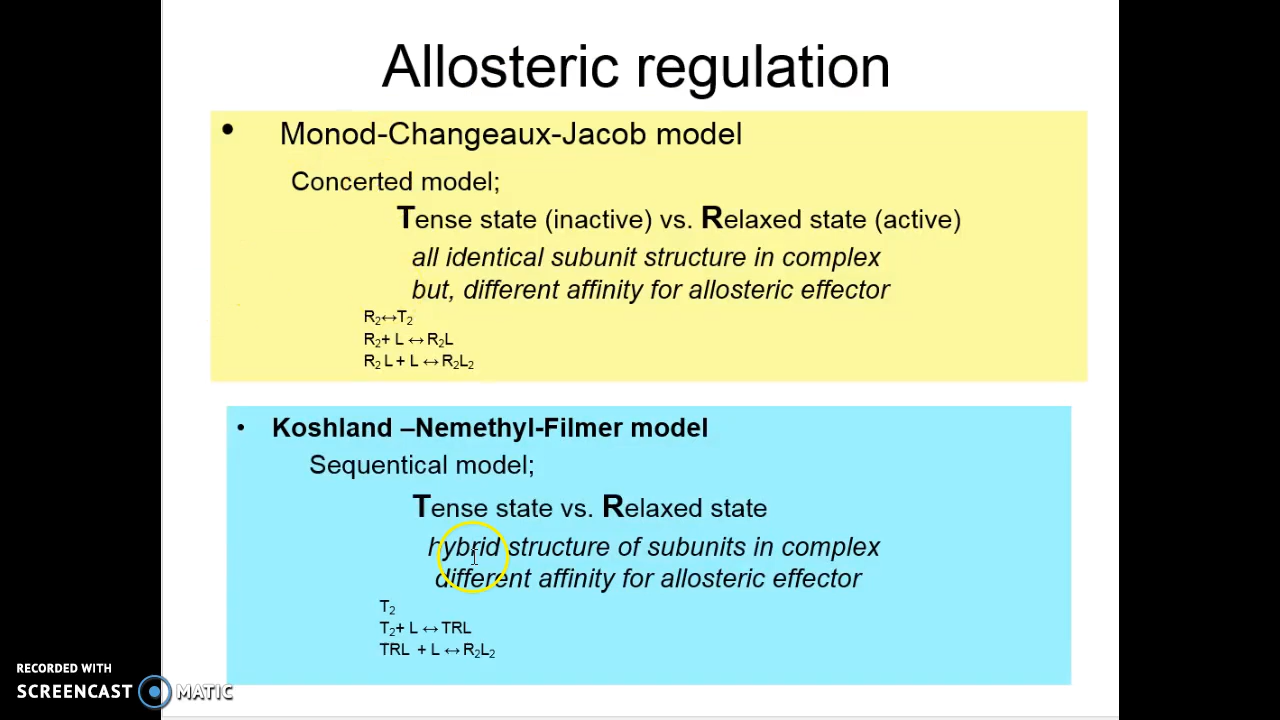 Allosteric regulation
• Monod-Changeaux-Jacob model
Concerted model;
Tense state (inactive) vs. Relaxed state (active)
all identical subunit structure in complex
but, different affinity for allosteric effector
R₂↔T₂
R₂+ L ↔ R₂L
R₂ L + L ↔ R₂L₂
• Koshland –Nemethyl-Filmer model
Sequentical model;
Tense state vs. Relaxed state
hybrid structure of subunits in complex
different affinity for allosteric effector
T₂
T₂+ L ↔ TRL
TRL + L ↔ R₂L₂
RECORDED WITH
SCREENCAST MATIC